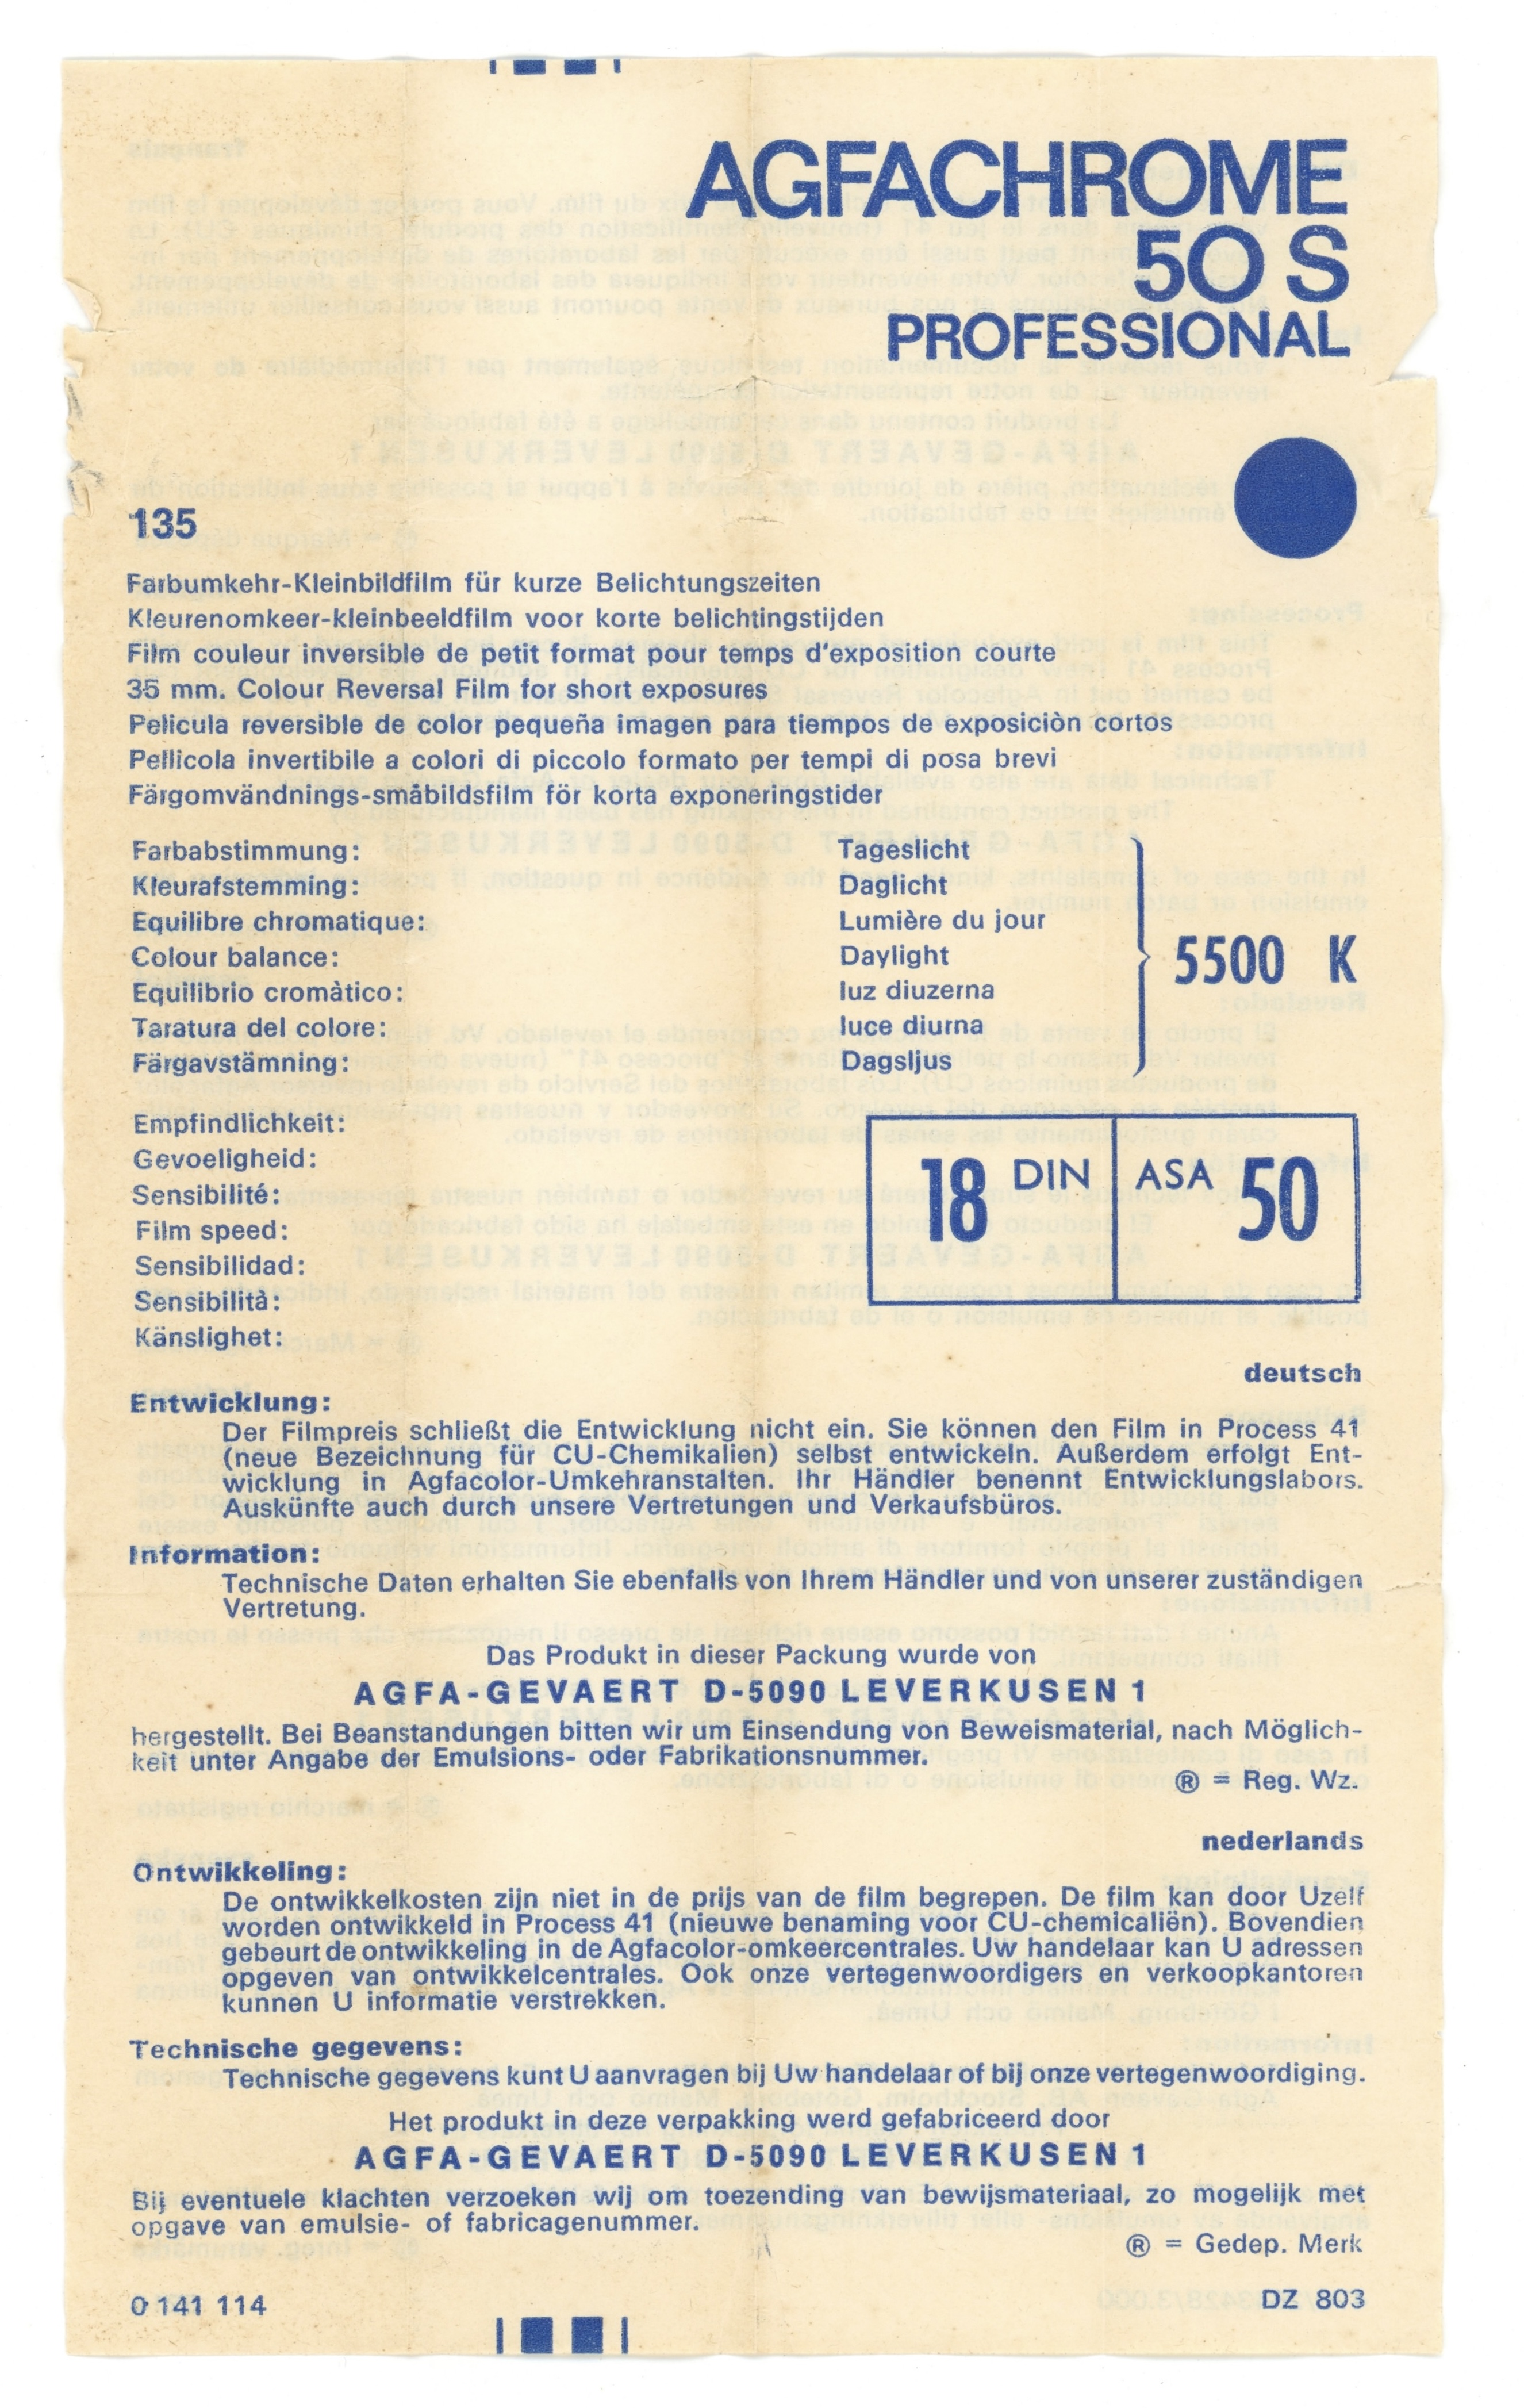 AGFACHROME
50 S
PROFESSIONAL
135
Farbumkehr-Kleinbildfilm für kurze Belichtungszeiten
Kleurenomkeer-kleinbeeldfilm voor korte belichtingstijden
Film couleur inversible de petit format pour temps d'exposition courte
35 mm. Colour Reversal Film for short exposures
Pelicula reversible de color pequeña imagen para tiempos de exposiciòn cortos
Pellicola invertibile a colori di piccolo formato per tempi di posa brevi
Färgomvändnings-småbildsfilm för korta exponeringstider
Farbabstimmung: Tageslicht
Kleurafstemming: Daglicht
Equilibre chromatique: Lumière du jour
Colour balance: Daylight
5500 K
Equilibrio cromàtico: luz diuzerna
Taratura del colore: luce diurna
Färgavstämning: Dagsljus
Empfindlichkeit:
Gevoeligheid:
Sensibilité:
Film speed:
Sensibilidad:
Sensibilità:
Känslighet:
18 DIN ASA 50
deutsch
Entwicklung:
Der Filmpreis schließt die Entwicklung nicht ein. Sie können den Film in Process 41
(neue Bezeichnung für CU-Chemikalien) selbst entwickeln. Außerdem erfolgt Ent-
wicklung in Agfacolor-Umkehranstalten. Ihr Händler benennt Entwicklungslabors.
Auskünfte auch durch unsere Vertretungen und Verkaufsbüros.
Information:
Technische Daten erhalten Sie ebenfalls von Ihrem Händler und von unserer zuständigen
Vertretung.
Das Produkt in dieser Packung wurde von
AGFA-GEVAERT D-5090 LEVERKUSEN 1
hergestellt. Bei Beanstandungen bitten wir um Einsendung von Beweismaterial, nach Möglich-
keit unter Angabe der Emulsions- oder Fabrikationsnummer.
® = Reg. Wz.
nederlands
Ontwikkeling:
De ontwikkelkosten zijn niet in de prijs van de film begrepen. De film kan door Uzelf
worden ontwikkeld in Process 41 (nieuwe benaming voor CU-chemicaliën). Bovendien
gebeurt de ontwikkeling in de Agfacolor-omkeercentrales. Uw handelaar kan U adressen
opgeven van ontwikkelcentrales. Ook onze vertegenwoordigers en verkoopkantoren
kunnen U informatie verstrekken.
Technische gegevens:
Technische gegevens kunt U aanvragen bij Uw handelaar of bij onze vertegenwoordiging.
Het produkt in deze verpakking werd gefabriceerd door
AGFA-GEVAERT D-5090 LEVERKUSEN 1
Bij eventuele klachten verzoeken wij om toezending van bewijsmateriaal, zo mogelijk met
opgave van emulsie- of fabricagenummer.
® = Gedep. Merk
0 141 114
DZ 803